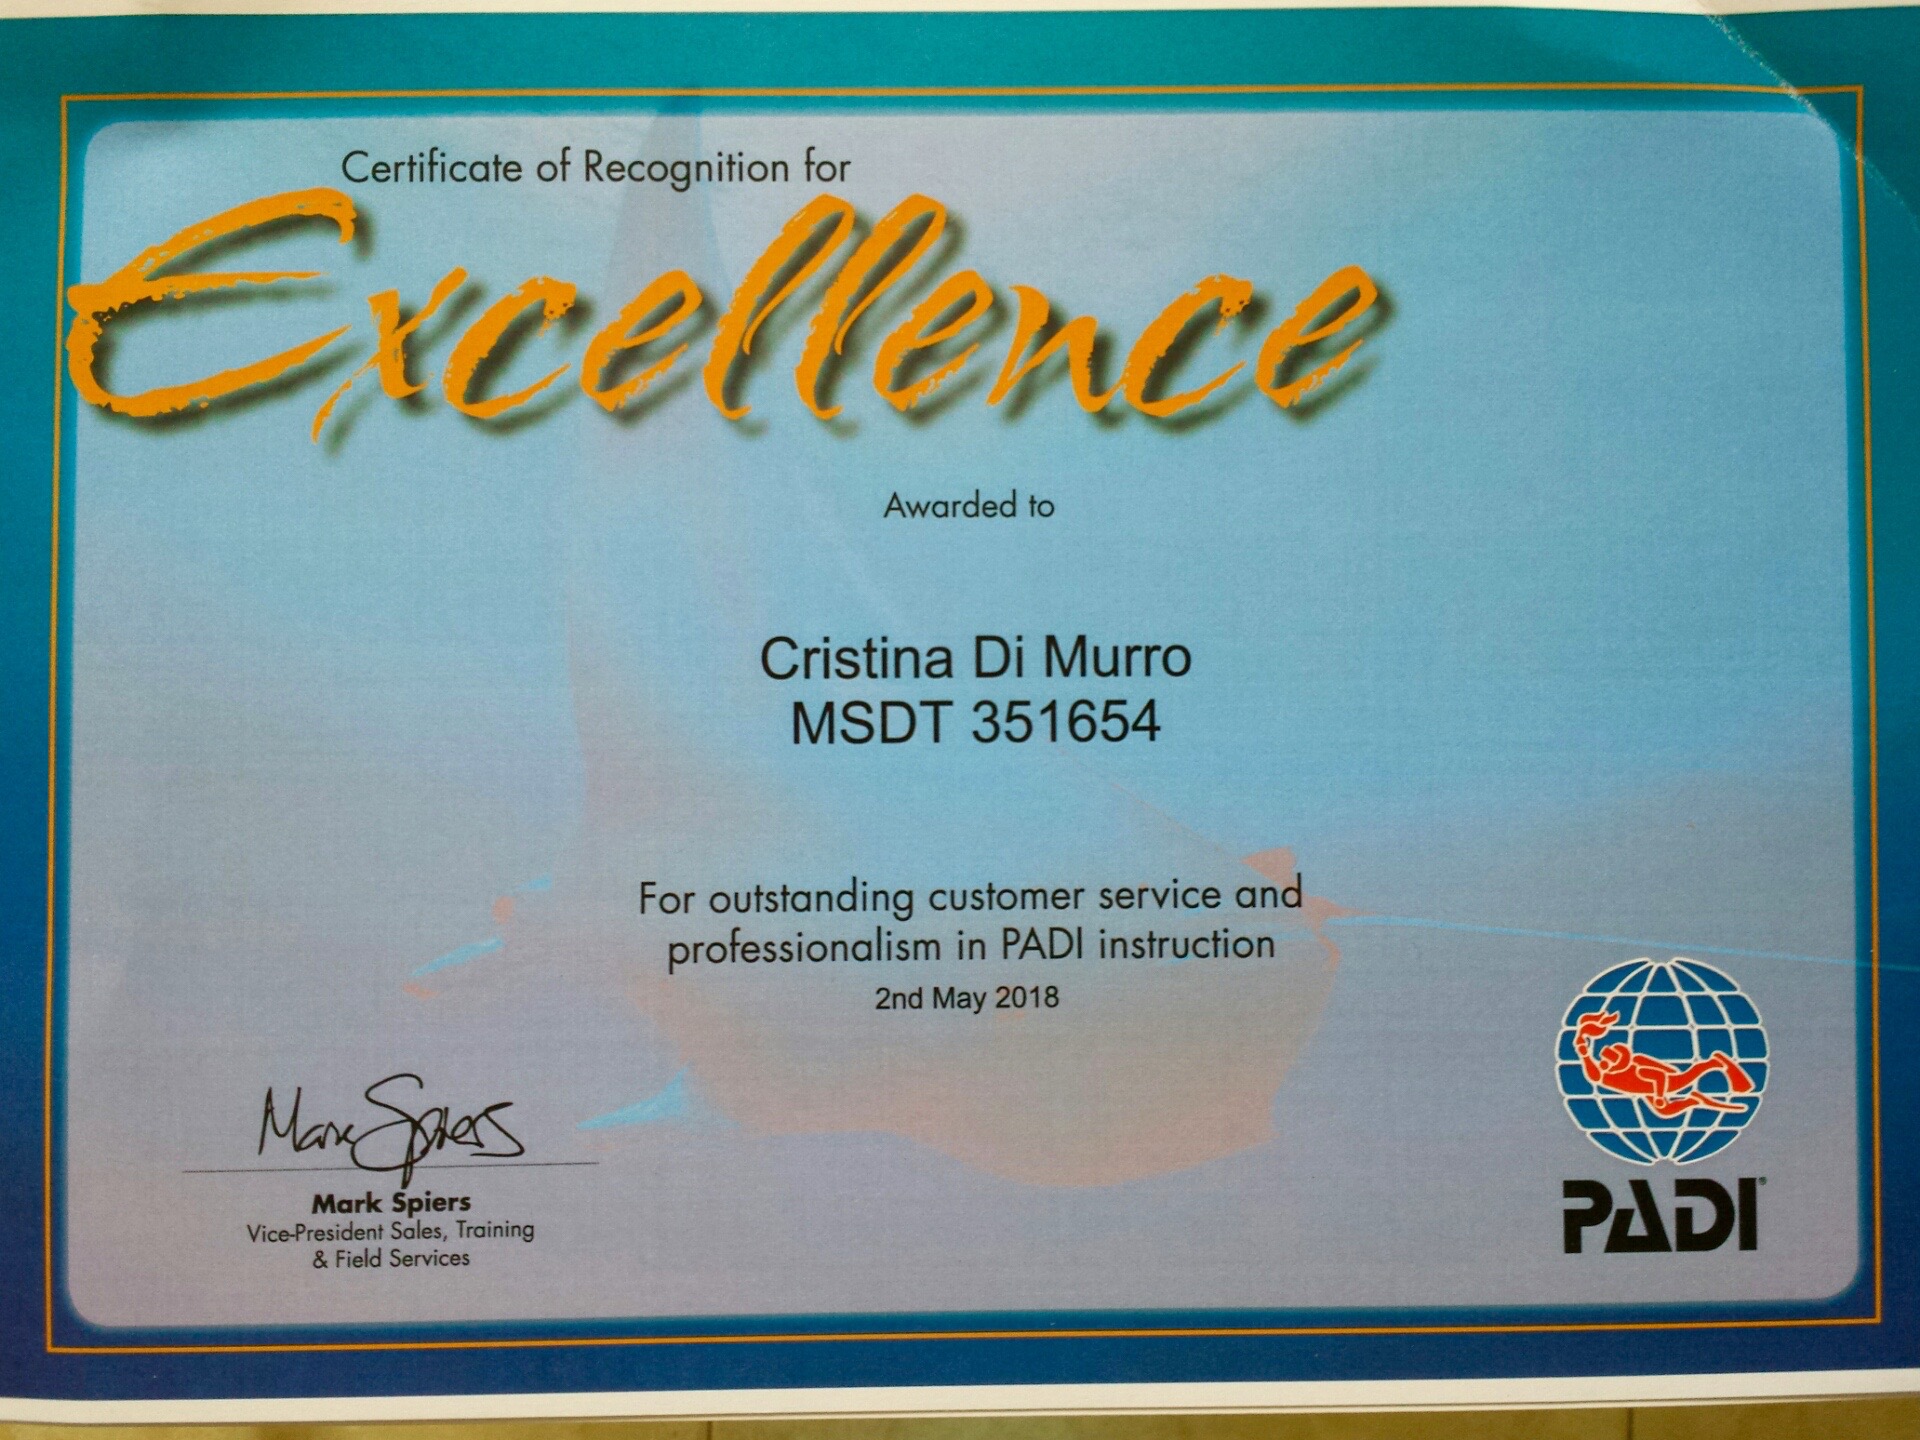 Certificate of Recognition for
Excellence
Awarded to
Cristina Di Murro
MSDT 351654
For outstanding customer service and
professionalism in PADI instruction
2nd May 2018
Mark Spiers
Mark Spiers
Vice-President Sales, Training
& Field Services
PADI®